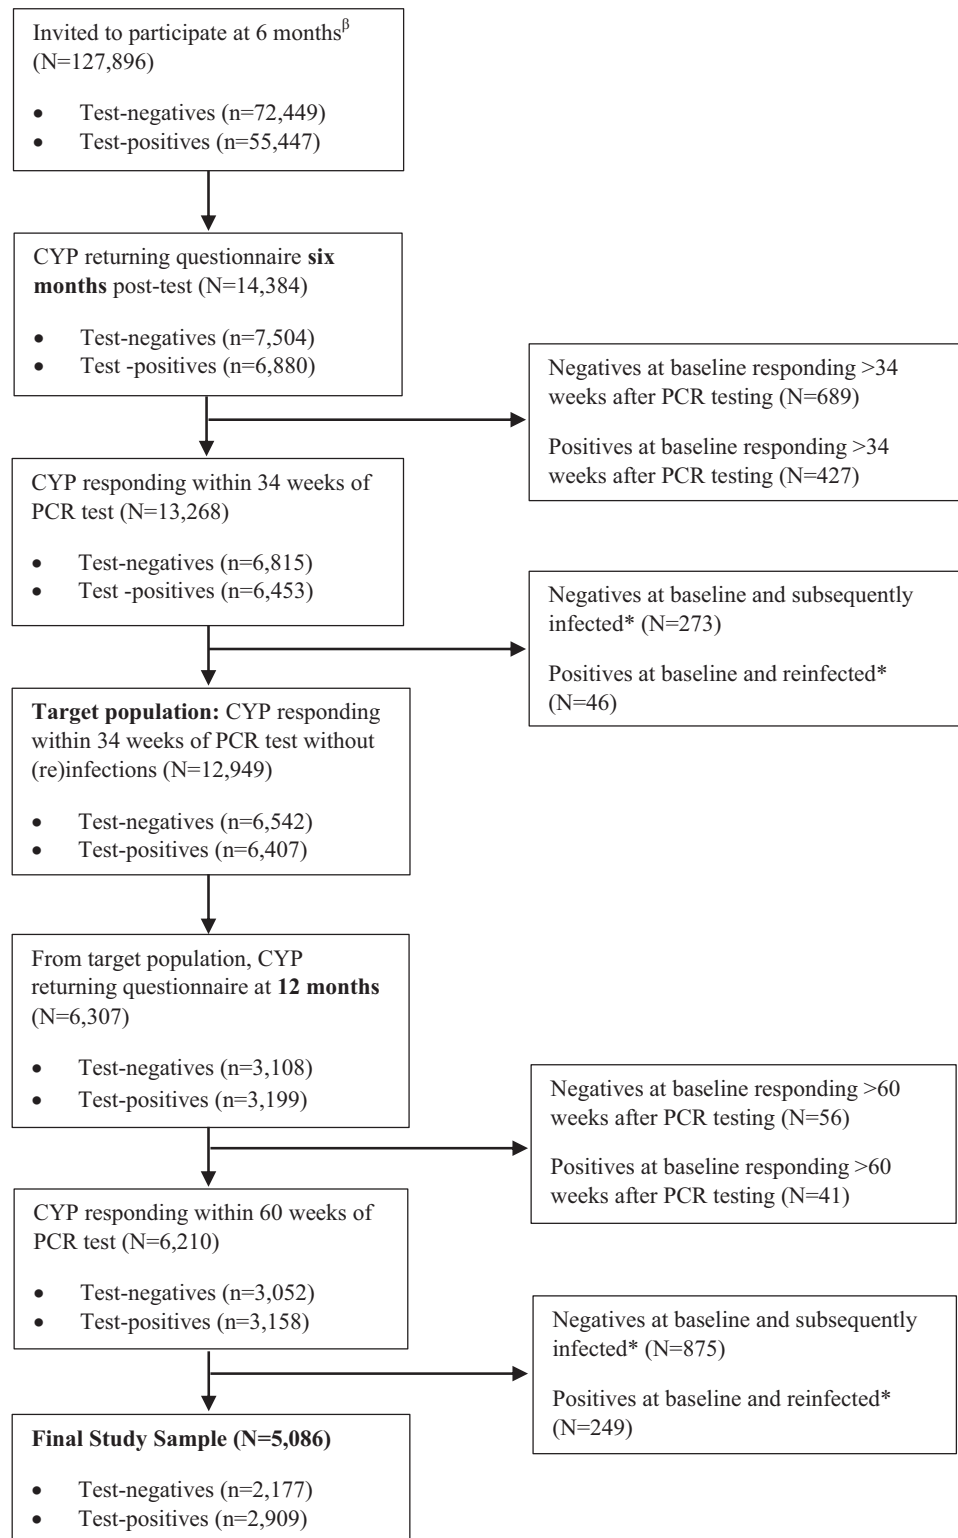 Invited to participate at 6 months^β
(N=127,896)
• Test-negatives (n=72,449)
• Test-positives (n=55,447)
CYP returning questionnaire six
months post-test (N=14,384)
• Test-negatives (n=7,504)
• Test -positives (n=6,880)
Negatives at baseline responding >34
weeks after PCR testing (N=689)
Positives at baseline responding >34
weeks after PCR testing (N=427)
CYP responding within 34 weeks of
PCR test (N=13,268)
• Test-negatives (n=6,815)
• Test -positives (n=6,453)
Negatives at baseline and subsequently
infected* (N=273)
Positives at baseline and reinfected*
(N=46)
Target population: CYP responding
within 34 weeks of PCR test without
(re)infections (N=12,949)
• Test-negatives (n=6,542)
• Test-positives (n=6,407)
From target population, CYP
returning questionnaire at 12 months
(N=6,307)
• Test-negatives (n=3,108)
• Test-positives (n=3,199)
Negatives at baseline responding >60
weeks after PCR testing (N=56)
Positives at baseline responding >60
weeks after PCR testing (N=41)
CYP responding within 60 weeks of
PCR test (N=6,210)
• Test-negatives (n=3,052)
• Test-positives (n=3,158)
Negatives at baseline and subsequently
infected* (N=875)
Positives at baseline and reinfected*
(N=249)
Final Study Sample (N=5,086)
• Test-negatives (n=2,177)
• Test-positives (n=2,909)